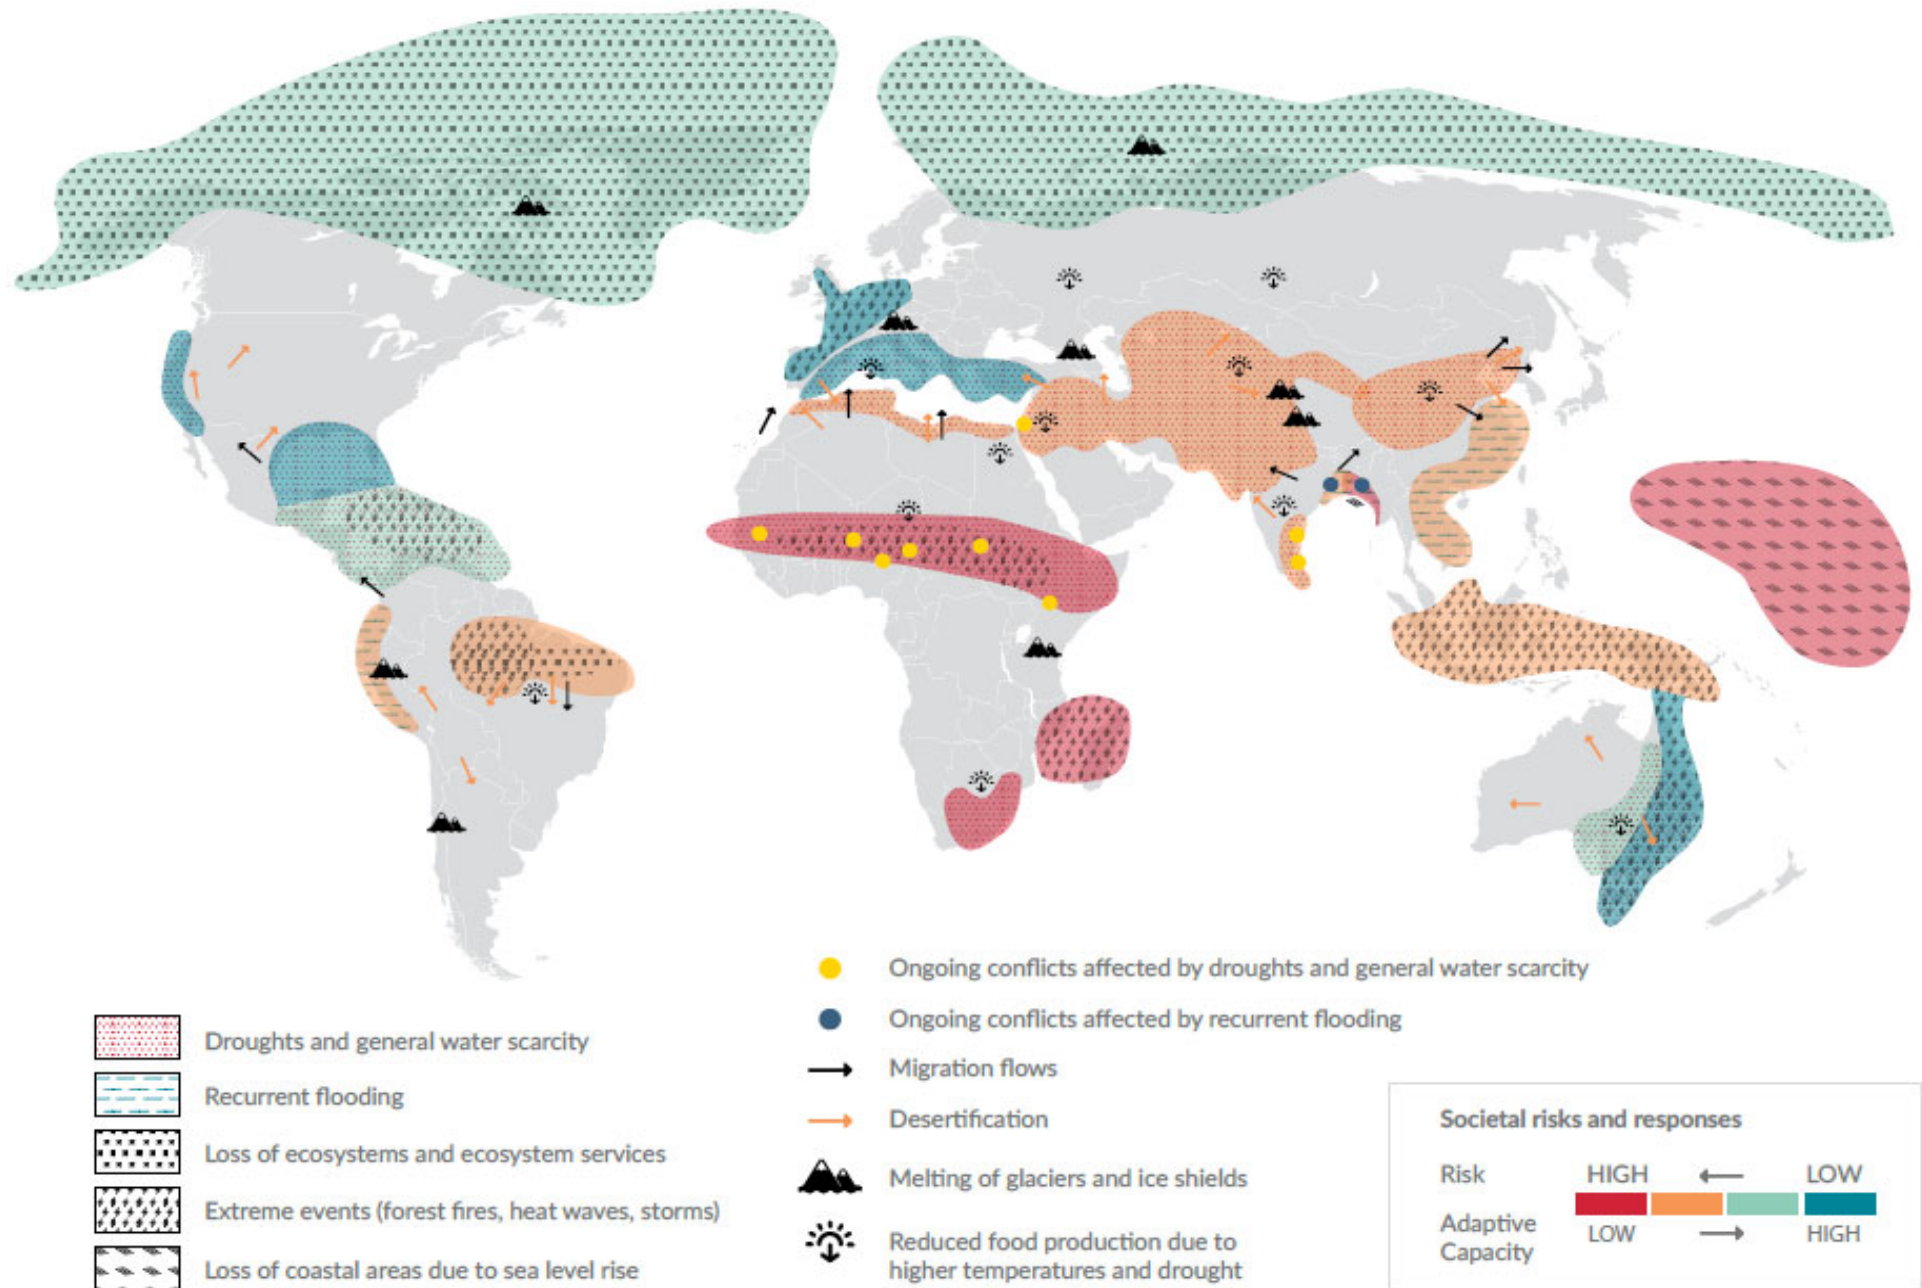 Droughts and general water scarcity
Recurrent flooding
Loss of ecosystems and ecosystem services
Extreme events (forest fires, heat waves, storms)
Loss of coastal areas due to sea level rise
Ongoing conflicts affected by droughts and general water scarcity
Ongoing conflicts affected by recurrent flooding
Migration flows
Desertification
Melting of glaciers and ice shields
Reduced food production due to
higher temperatures and drought
Societal risks and responses
Risk HIGH LOW
Adaptive
Capacity
LOW HIGH